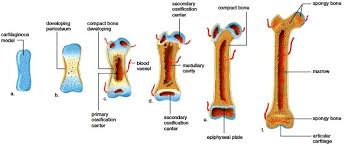 cartilaginous
model
developing
periosteum
compact bone
developing
secondary
ossification
center
spongy bone
blood
vessel
medullary
cavity
compact bone
marrow
primary
ossification
center
secondary
ossification
center
epiphyseal plate
spongy bone
articular
cartilage
a.
b.
c.
d.
e.
f.